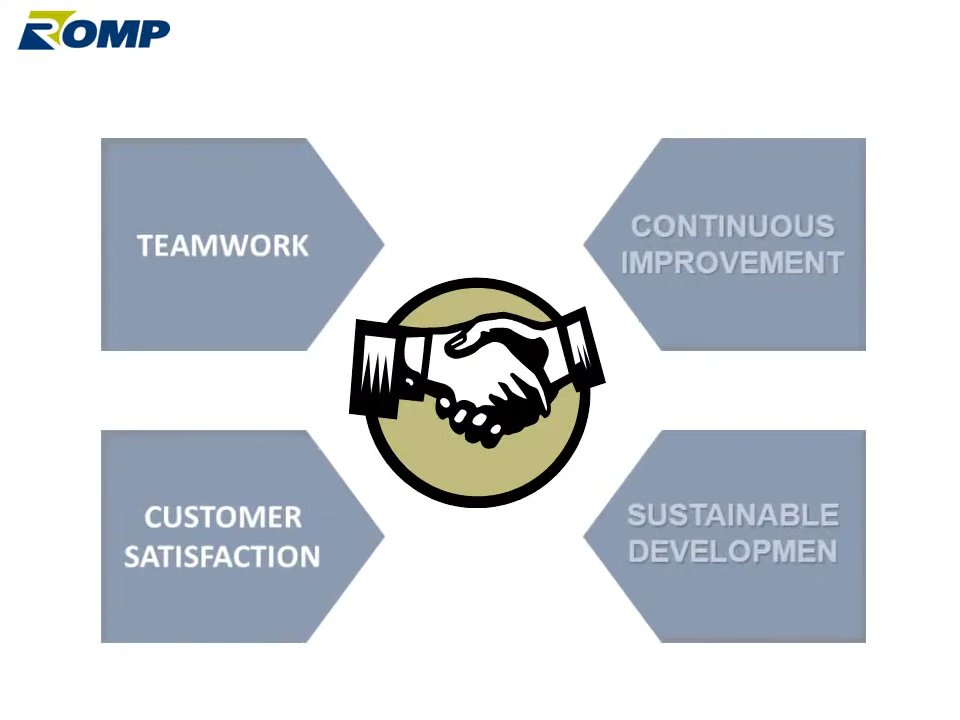 ROMP
TEAMWORK
CONTINUOUS
IMPROVEMENT
CUSTOMER
SATISFACTION
SUSTAINABLE
DEVELOPMEN